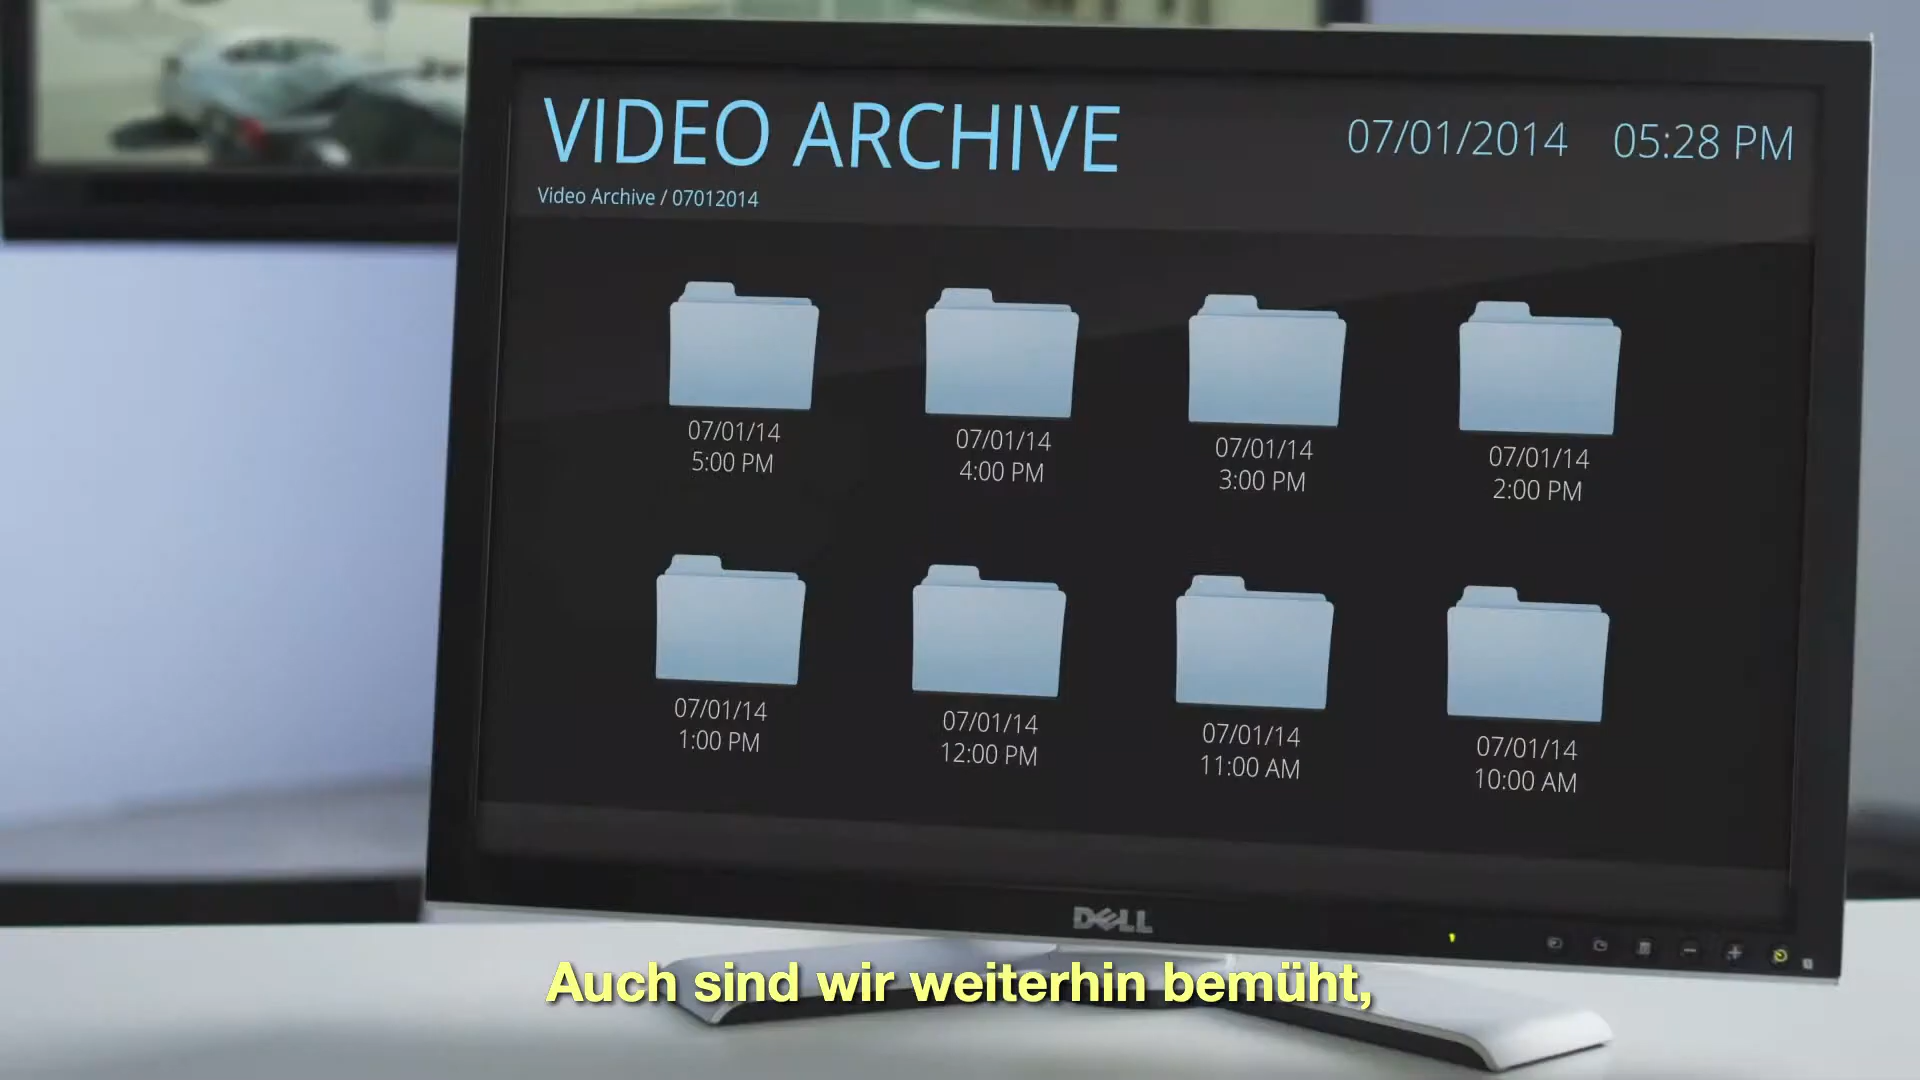 VIDEO ARCHIVE
07/01/2014 05:28 PM
Video Archive / 07012014
07/01/14
5:00 PM
07/01/14
4:00 PM
07/01/14
3:00 PM
07/01/14
2:00 PM
07/01/14
1:00 PM
07/01/14
12:00 PM
07/01/14
11:00 AM
07/01/14
10:00 AM
DELL
Auch sind wir weiterhin bemüht,